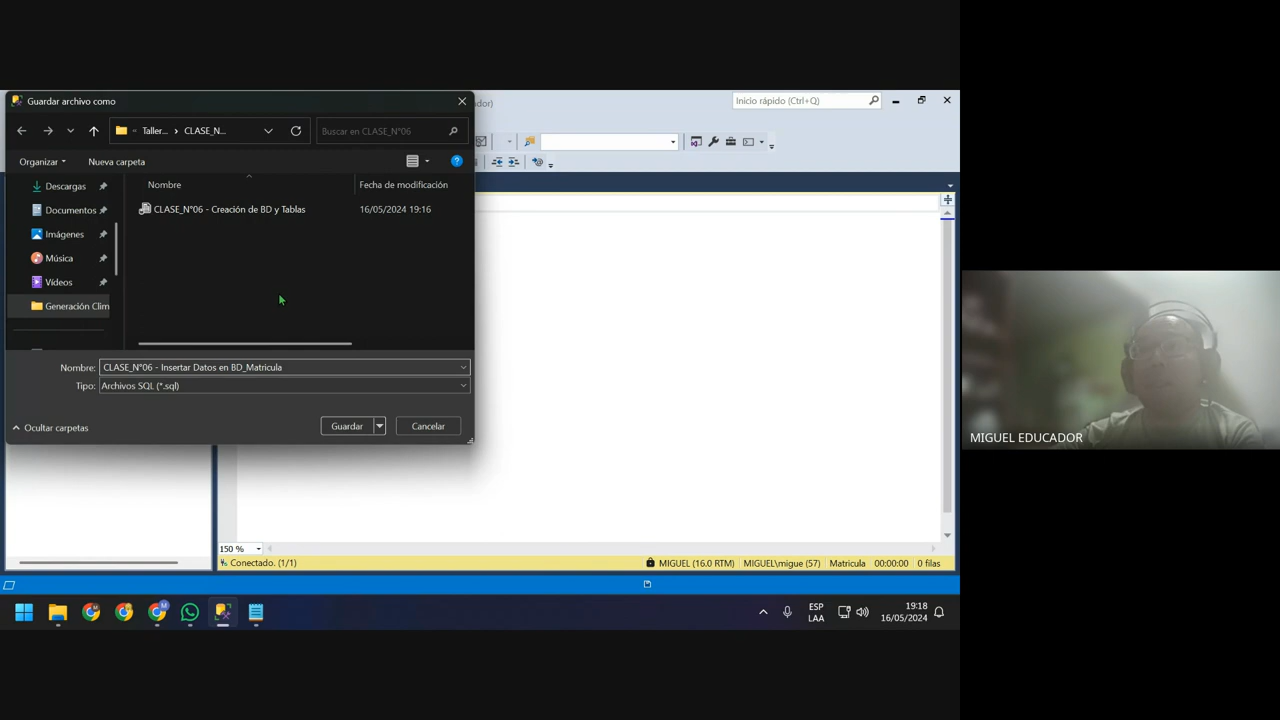 Guardar archivo como
ador)
Inicio rápido (Ctrl+Q)
Taller... CLASE_N...
Buscar en CLASE_N°06
Organizar
Nueva carpeta
Nombre
Fecha de modificación
Descargas
CLASE_N°06 - Creación de BD y Tablas
16/05/2024 19:16
Documentos
Imágenes
Música
Vídeos
Generación Clim
Nombre:
CLASE_N°06 - Insertar Datos en BD_Matricula
Tipo:
Archivos SQL (*.sql)
Ocultar carpetas
Guardar
Cancelar
MIGUEL EDUCADOR
150 %
Conectado. (1/1)
MIGUEL (16.0 RTM)
MIGUEL\migue (57)
Matricula
00:00:00
0 filas
ESP
LAA
19:18
16/05/2024